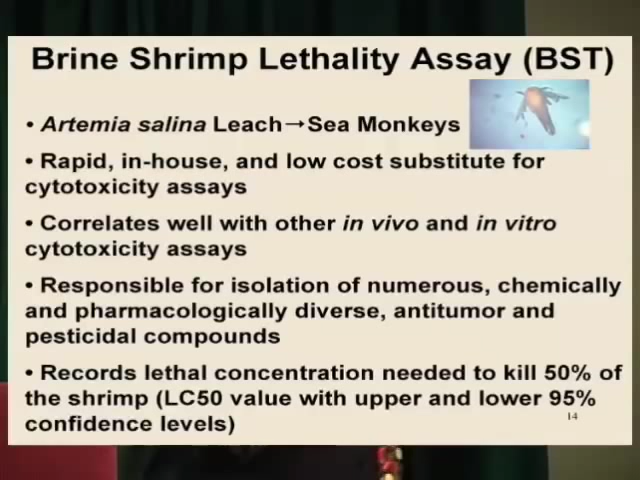 Brine Shrimp Lethality Assay (BST)
• Artemia salina Leach→Sea Monkeys
• Rapid, in-house, and low cost substitute for
cytotoxicity assays
• Correlates well with other in vivo and in vitro
cytotoxicity assays
• Responsible for isolation of numerous, chemically
and pharmacologically diverse, antitumor and
pesticidal compounds
• Records lethal concentration needed to kill 50% of
the shrimp (LC50 value with upper and lower 95%
confidence levels)
14